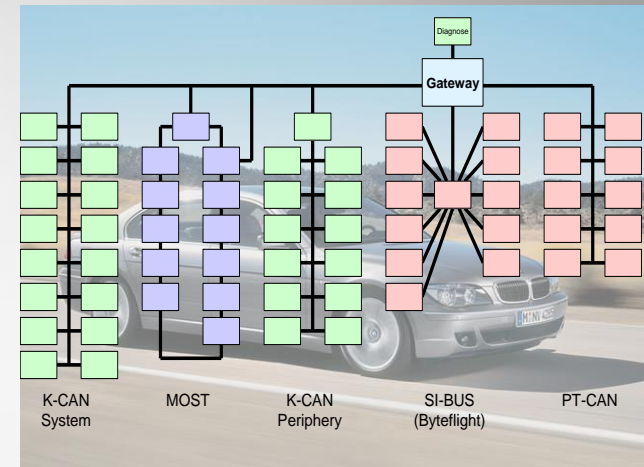 Diagnose
Gateway
K-CAN
System
MOST
K-CAN
Periphery
SI-BUS
(Byteflight)
PT-CAN